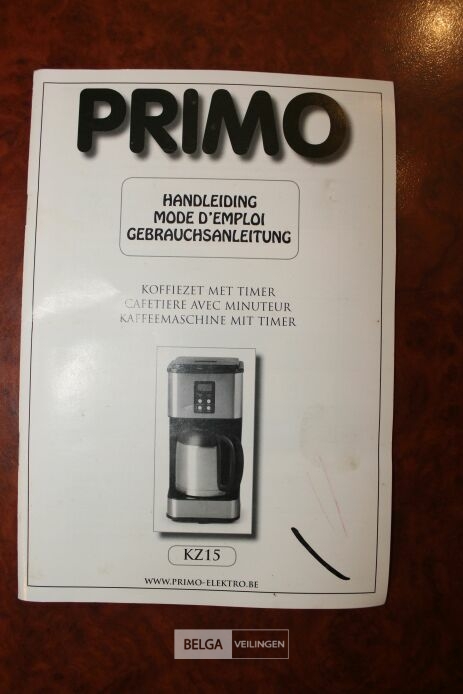 PRIMO
HANDLEIDING
MODE D'EMPLOI
GEBRAUCHSANLEITUNG
KOFFIEZET MET TIMER
CAFETIERE AVEC MINUTEUR
KAFFEEMASCHINE MIT TIMER
KZ15
WWW.PRIMO-ELEKTRO.BE
BELGA VEILINGEN